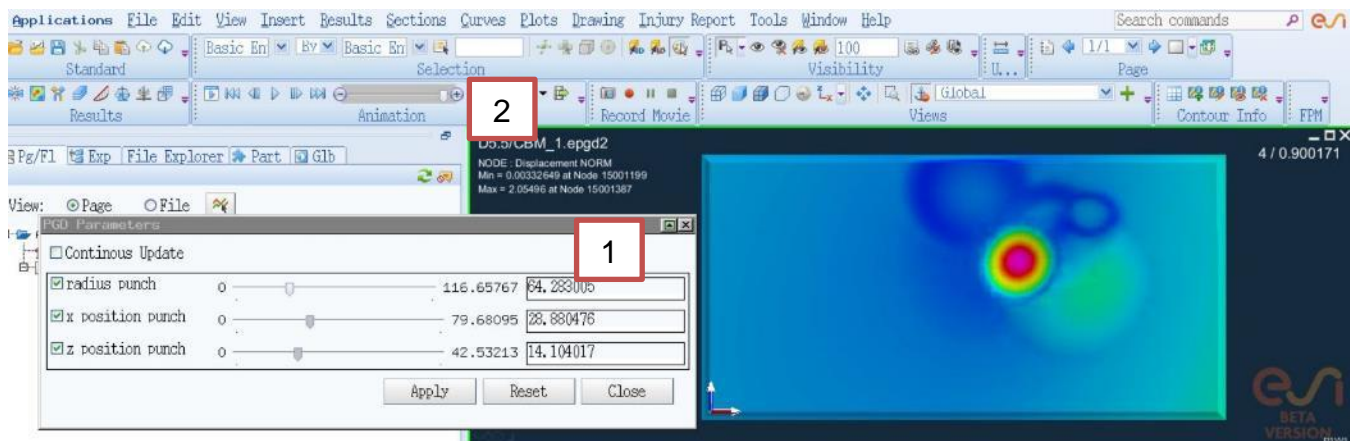 Applications File Edit View Insert Results Sections Curves Plots Drawing Injury Report Tools Window Help Search commands esi
Basic En By Basic En 100 1/1
Standard Selection Visibility U... Page
2 Global
Results Animation Record Movie Views Contour Info FPM
Pg/Fl Exp File Explorer Part Glb
View: Page File
PGD Parameters
Continous Update
1
radius punch 0 116.65767 64.283005
x position punch 0 79.68095 28.880476
z position punch 0 42.53213 14.104017
Apply Reset Close
D5.5/CBM_1.epgd2
NODE : Displacement NORM
Min = 0.00332649 at Node 15001199
Max = 2.05496 at Node 15001387
4 / 0.900171
esi
BETA
VERSION